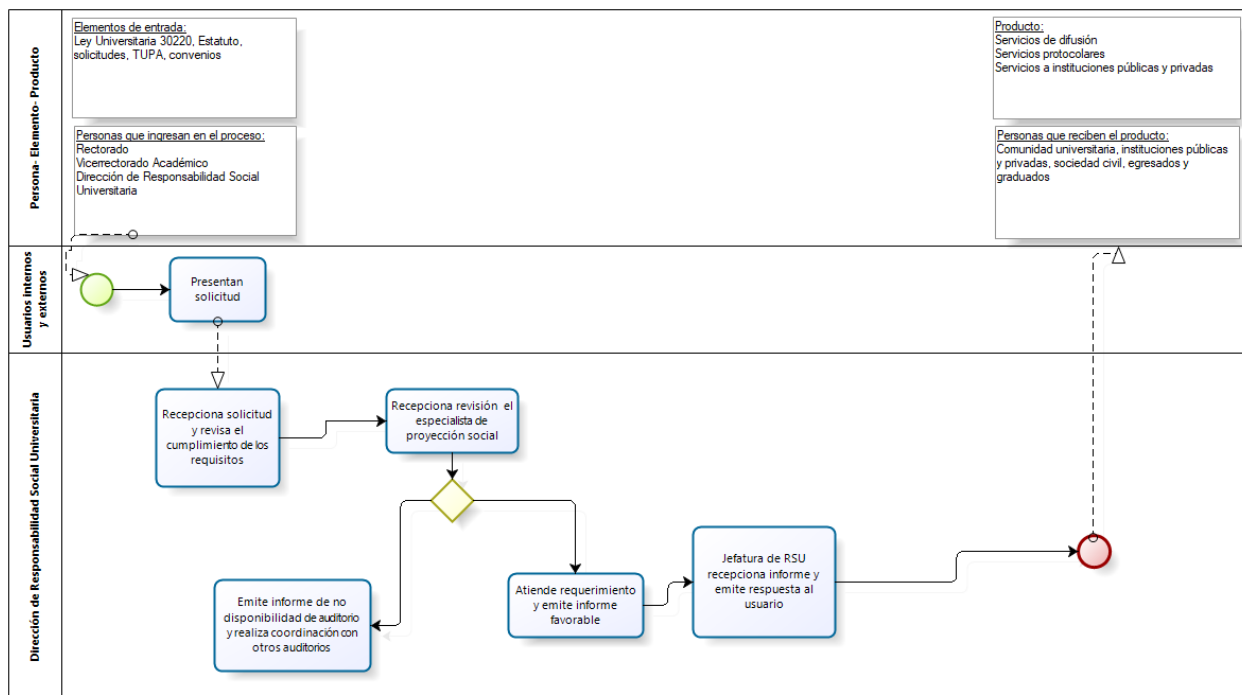 Persona- Elemento- Producto
Elementos de entrada:
Ley Universitaria 30220, Estatuto,
solicitudes, TUPA, convenios
Personas que ingresan en el proceso:
Rectorado
Vicerrectorado Académico
Dirección de Responsabilidad Social
Universitaria
Producto:
Servicios de difusión
Servicios protocolares
Servicios a instituciones públicas y privadas
Personas que reciben el producto:
Comunidad universitaria, instituciones públicas
y privadas, sociedad civil, egresados y
graduados
Usuarios internos
y externos
Presentan
solicitud
Dirección de Responsabilidad Social Universitaria
Recepciona solicitud
y revisa el
cumplimiento de los
requisitos
Recepciona revisión el
especialista de
proyección social
Emite informe de no
disponibilidad de auditorio
y realiza coordinación con
otros auditorios
Atiende requerimiento
y emite informe
favorable
Jefatura de RSU
recepciona informe y
emite respuesta al
usuario